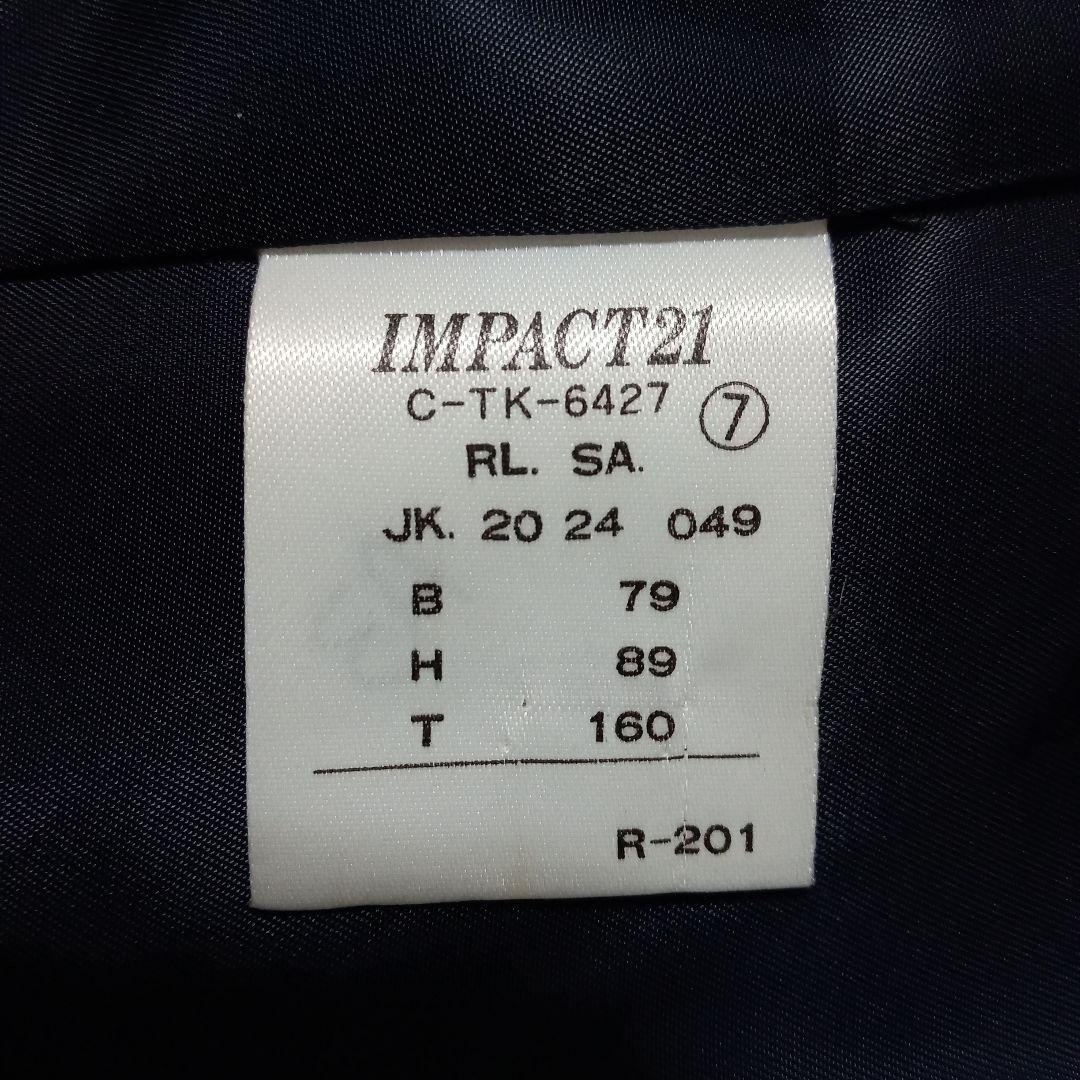 IMPACT21
C-TK-6427 ⑦
RL. SA.
JK. 20 24 049
B 79
H 89
T 160
R-201